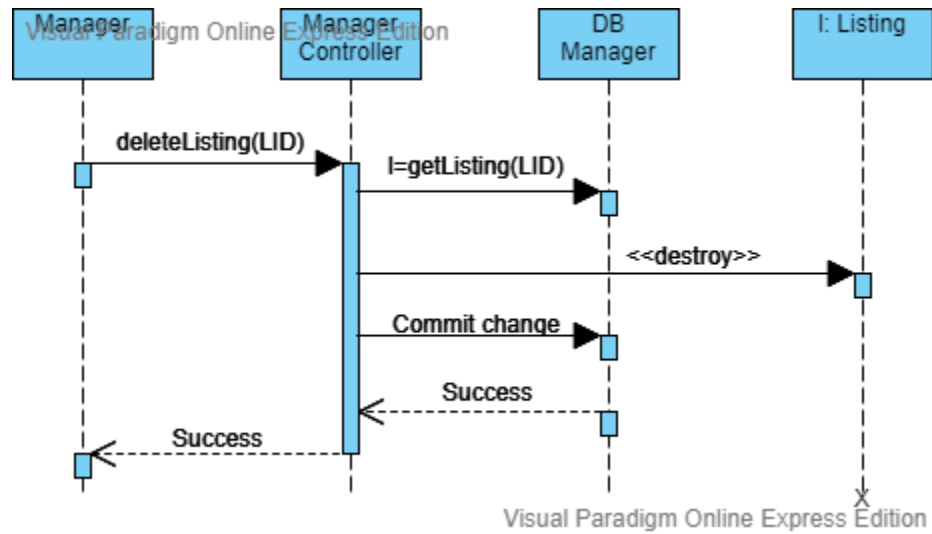 Manager
Manager
Controller
DB
Manager
l: Listing
Visual Paradigm Online Express Edition
deleteListing(LID)
l=getListing(LID)
<<destroy>>
Commit change
Success
Success
X
Visual Paradigm Online Express Edition